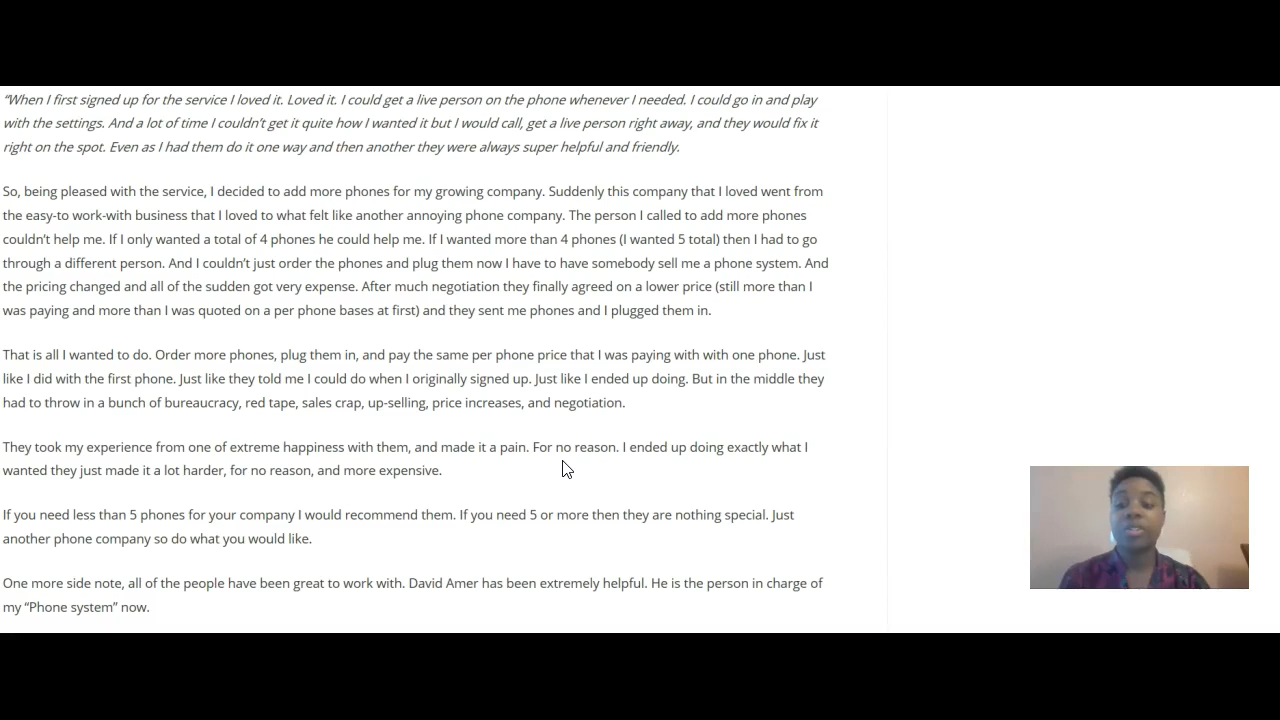 “When I first signed up for the service I loved it. Loved it. I could get a live person on the phone whenever I needed. I could go in and play
with the settings. And a lot of time I couldn’t get it quite how I wanted it but I would call, get a live person right away, and they would fix it
right on the spot. Even as I had them do it one way and then another they were always super helpful and friendly.
So, being pleased with the service, I decided to add more phones for my growing company. Suddenly this company that I loved went from
the easy-to work-with business that I loved to what felt like another annoying phone company. The person I called to add more phones
couldn’t help me. If I only wanted a total of 4 phones he could help me. If I wanted more than 4 phones (I wanted 5 total) then I had to go
through a different person. And I couldn’t just order the phones and plug them now I have to have somebody sell me a phone system. And
the pricing changed and all of the sudden got very expense. After much negotiation they finally agreed on a lower price (still more than I
was paying and more than I was quoted on a per phone bases at first) and they sent me phones and I plugged them in.
That is all I wanted to do. Order more phones, plug them in, and pay the same per phone price that I was paying with with one phone. Just
like I did with the first phone. Just like they told me I could do when I originally signed up. Just like I ended up doing. But in the middle they
had to throw in a bunch of bureaucracy, red tape, sales crap, up-selling, price increases, and negotiation.
They took my experience from one of extreme happiness with them, and made it a pain. For no reason. I ended up doing exactly what I
wanted they just made it a lot harder, for no reason, and more expensive.
If you need less than 5 phones for your company I would recommend them. If you need 5 or more then they are nothing special. Just
another phone company so do what you would like.
One more side note, all of the people have been great to work with. David Amer has been extremely helpful. He is the person in charge of
my “Phone system” now.